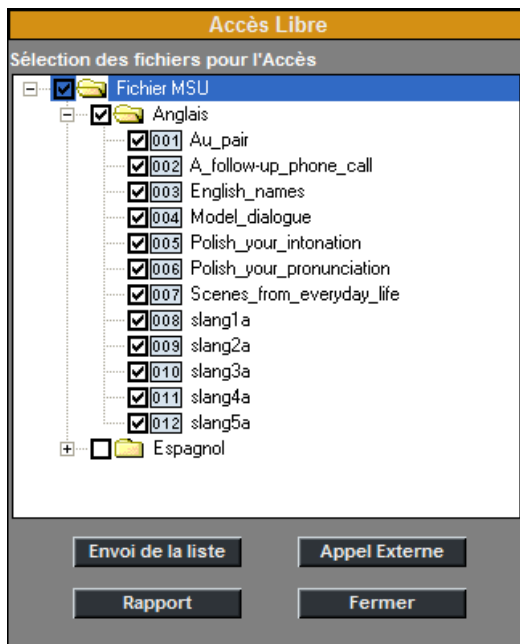 Accès Libre
Sélection des fichiers pour l'Accès
Fichier MSU
Anglais
001 Au_pair
002 A_follow-up_phone_call
003 English_names
004 Model_dialogue
005 Polish_your_intonation
006 Polish_your_pronunciation
007 Scenes_from_everyday_life
008 slang1a
009 slang2a
010 slang3a
011 slang4a
012 slang5a
Espagnol
Envoi de la liste Appel Externe
Rapport Fermer